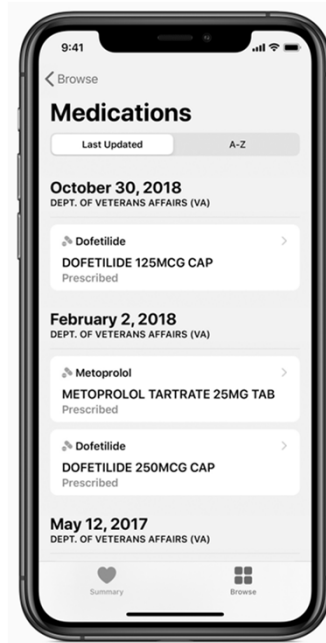 9:41
Browse
Medications
Last Updated A-Z
October 30, 2018
DEPT. OF VETERANS AFFAIRS (VA)
Dofetilide
DOFETILIDE 125MCG CAP
Prescribed
February 2, 2018
DEPT. OF VETERANS AFFAIRS (VA)
Metoprolol
METOPROLOL TARTRATE 25MG TAB
Prescribed
Dofetilide
DOFETILIDE 250MCG CAP
Prescribed
May 12, 2017
DEPT. OF VETERANS AFFAIRS (VA)
Summary Browse